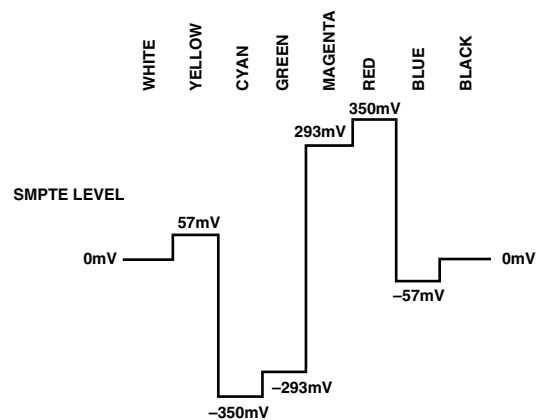 WHITE
YELLOW
CYAN
GREEN
MAGENTA
RED
BLUE
BLACK
350mV
293mV
SMPTE LEVEL
57mV
0mV
0mV
–57mV
–293mV
–350mV